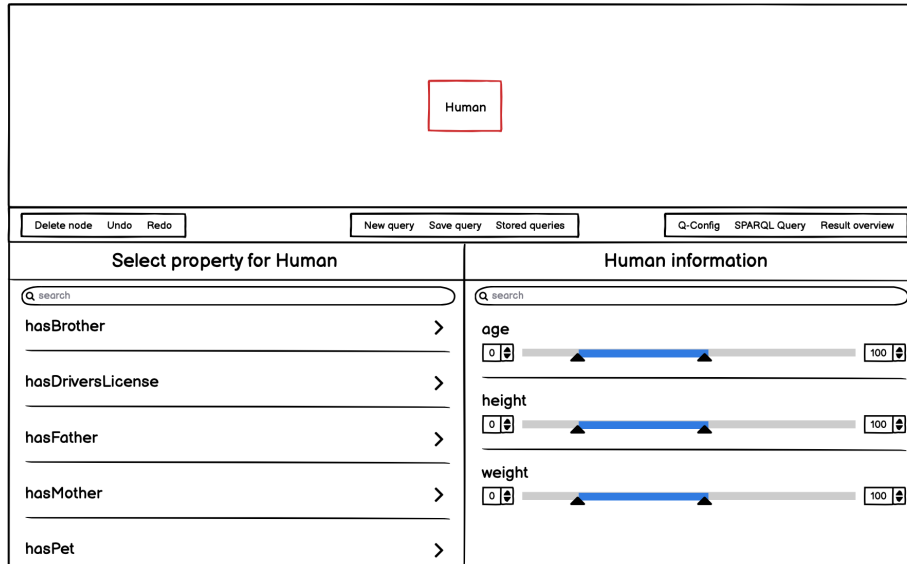 Human
Delete node Undo Redo
New query Save query Stored queries
Q-Config SPARQL Query Result overview
Select property for Human
search
hasBrother
hasDriversLicense
hasFather
hasMother
hasPet
Human information
search
age
0 100
height
0 100
weight
0 100